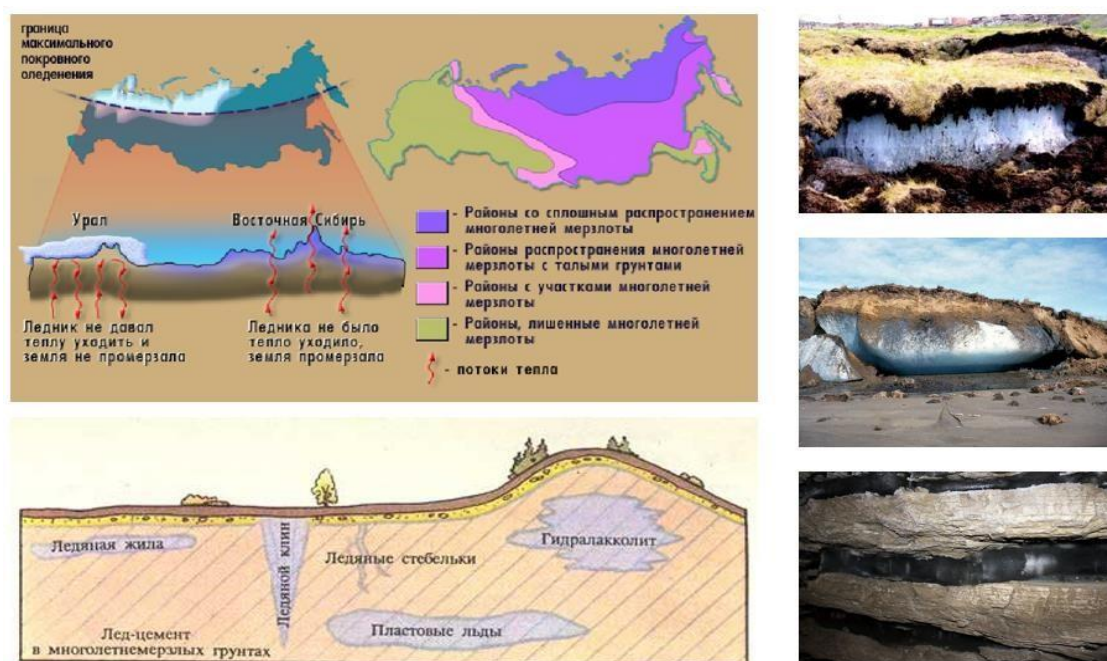 граница
максимального
покровного
оледенения
Урал
Восточная Сибирь
Ледник не давал
теплу уходить и
земля не промерзала
Ледника не было
тепло уходило,
земля промерзала
- Районы со сплошным распространением
многолетней мерзлоты
- Районы распространения многолетней
мерзлоты с талыми грунтами
- Районы с участками многолетней
мерзлоты
- Районы, лишенные многолетней
мерзлоты
- потоки тепла
Ледяная жила
Ледяной клин
Ледяные стебельки
Гидралакколит
Лед-цемент
в многолетнемерзлых грунтах
Пластовые льды